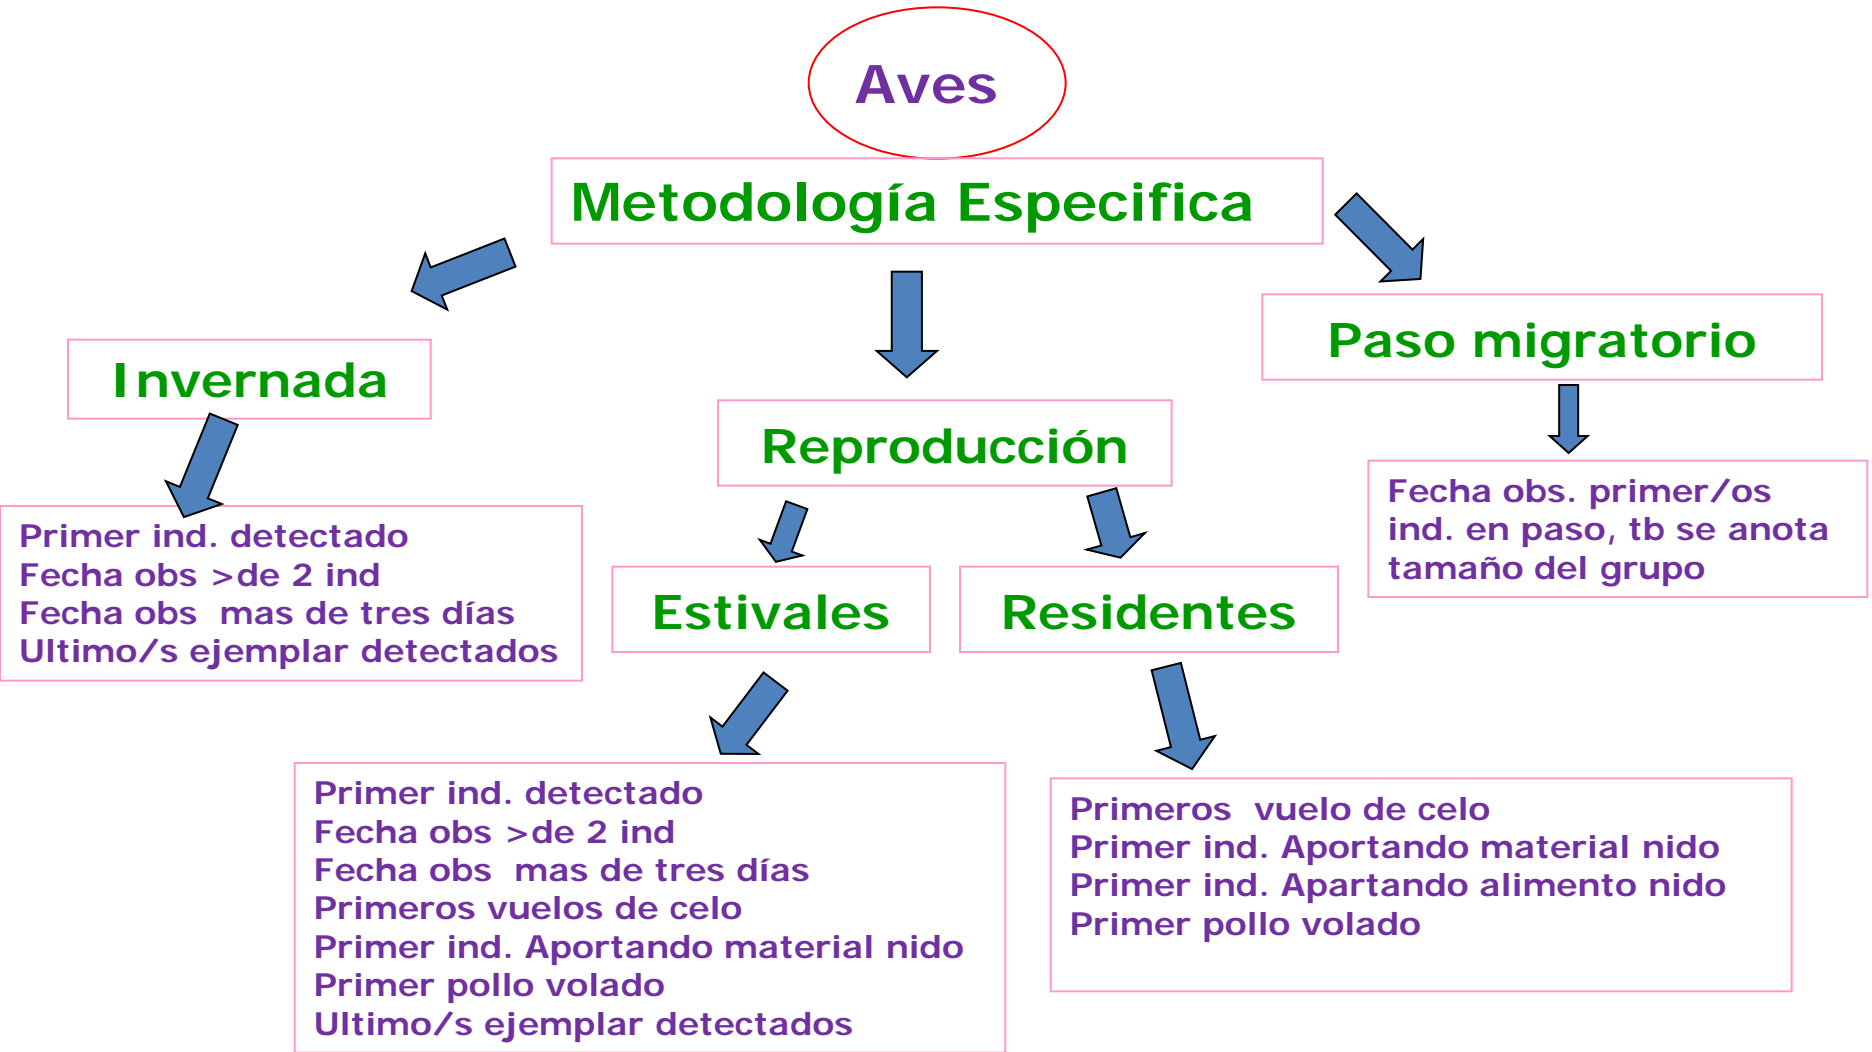 Aves
Metodología Especifica
Invernada
Primer ind. detectado
Fecha obs >de 2 ind
Fecha obs  mas de tres días
Ultimo/s ejemplar detectados
Reproducción
Estivales
Primer ind. detectado
Fecha obs >de 2 ind
Fecha obs  mas de tres días
Primeros vuelos de celo
Primer ind. Aportando material nido
Primer pollo volado
Ultimo/s ejemplar detectados
Residentes
Primeros  vuelo de celo
Primer ind. Aportando material nido
Primer ind. Apartando alimento nido
Primer pollo volado
Paso migratorio
Fecha obs. primer/os
ind. en paso, tb se anota
tamaño del grupo